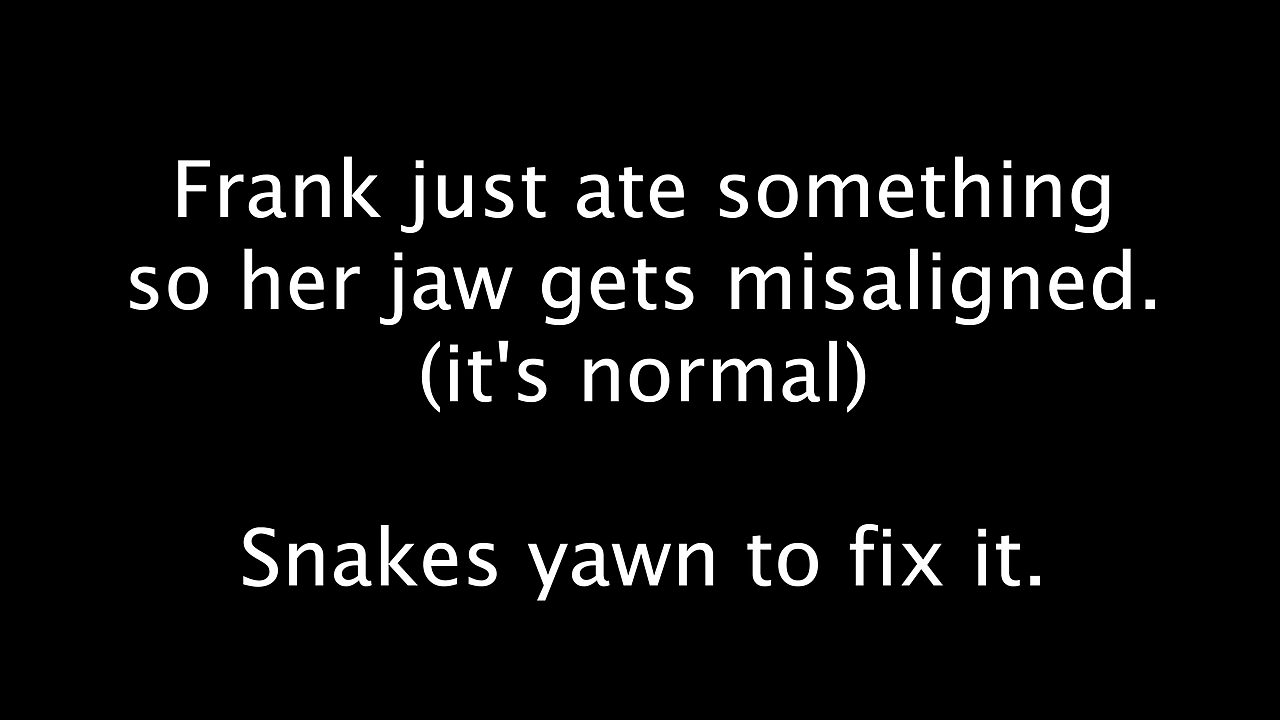 Frank just ate something
so her jaw gets misaligned.
(it's normal)
Snakes yawn to fix it.